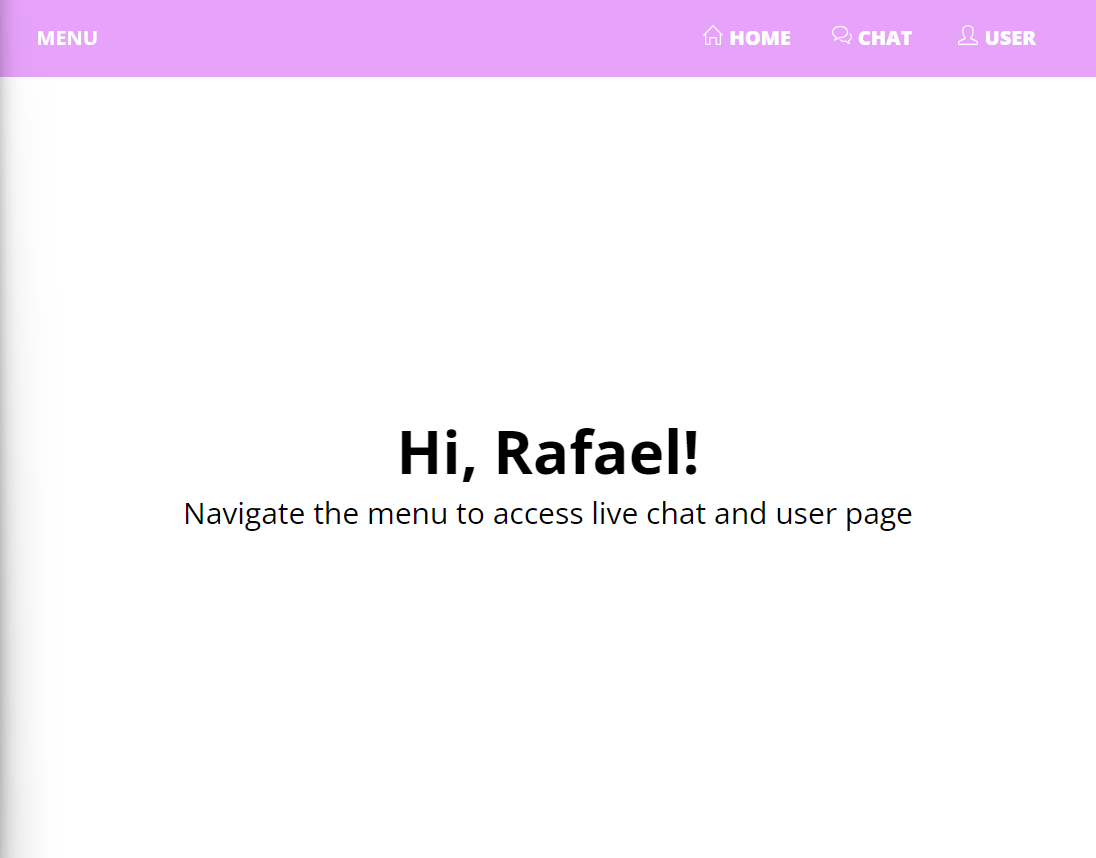 MENU HOME CHAT USER
Hi, Rafael!
Navigate the menu to access live chat and user page